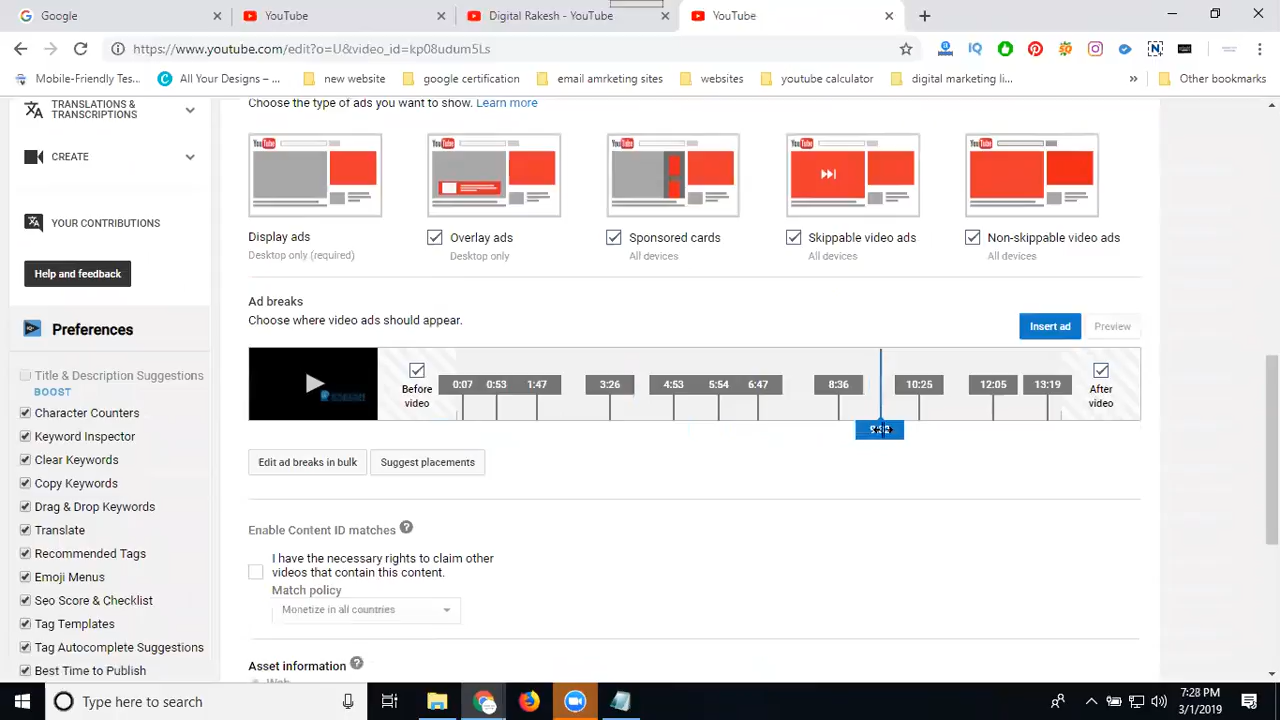 Google
YouTube
Digital Rakesh - YouTube
YouTube
https://www.youtube.com/edit?o=U&video_id=kp08udum5Ls
Mobile-Friendly Tes...
All Your Designs – ...
new website
google certification
email amrketing sites
websites
youtube calculator
digital marketing li...
Other bookmarks
TRANSLATIONS &
TRANSCRIPTIONS
CREATE
YOUR CONTRIBUTIONS
Help and feedback
Preferences
Title & Description Suggestions
BOOST
Character Counters
Keyword Inspector
Clear Keywords
Copy Keywords
Drag & Drop Keywords
Translate
Recommended Tags
Emoji Menus
Seo Score & Checklist
Tag Templates
Tag Autocomplete Suggestions
Best Time to Publish
Choose the type of ads you want to show. Learn more
Display ads
Desktop only (required)
Overlay ads
Desktop only
Sponsored cards
All devices
Skippable video ads
All devices
Non-skippable video ads
All devices
Ad breaks
Choose where video ads should appear.
Insert ad
Preview
Before
video
0:07
0:53
1:47
3:26
4:53
5:54
6:47
8:36
10:25
12:05
13:19
After
video
Edit ad breaks in bulk
Suggest placements
Enable Content ID matches
I have the necessary rights to claim other
videos that contain this content.
Match policy
Monetize in all countries
Asset information
Web
Type here to search
7:28 PM
3/1/2019